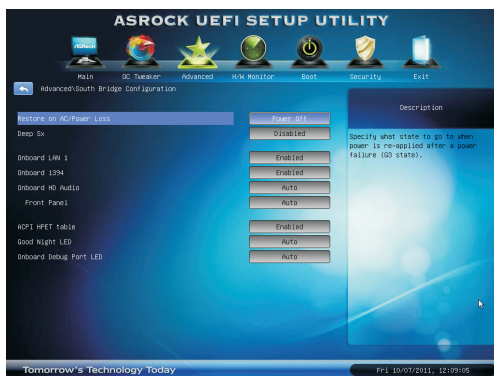 ASROCK UEFI SETUP UTILITY
ASRock
Main OC Tweaker Advanced H/W Monitor Boot Security Exit
Advanced\South Bridge Configuration
Description
Restore on AC/Power Loss Power Off
Deep Sx Disabled
Specify what state to go to when
power is re-applied after a power
failure (G3 state).
Onboard LAN 1 Enabled
Onboard 1394 Enabled
Onboard HD Audio Auto
Front Panel Auto
ACPI HPET table Enabled
Good Night LED Auto
Onboard Debug Port LED Auto
Tomorrow's Technology Today
Fri 10/07/2011, 12:09:05